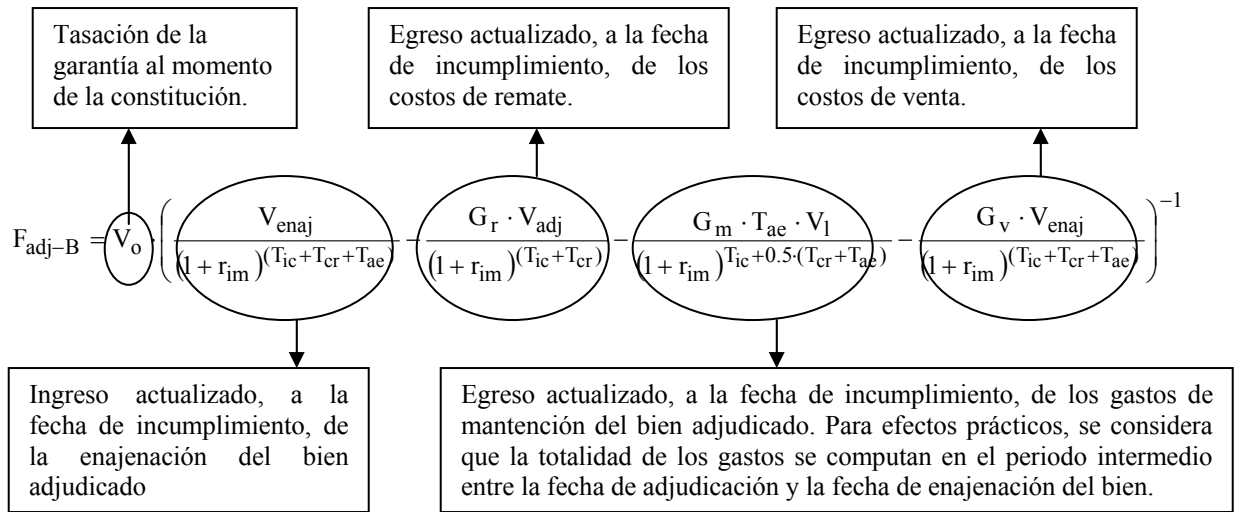 Tasación de la
garantía al momento
de la constitución.
Egreso actualizado, a la fecha
de incumplimiento, de los
costos de remate.
Egreso actualizado, a la fecha
de incumplimiento, de los
costos de venta.
F_{adj−B} = V_o · ( V_{enaj} / (1 + r_{im})^{(T_{ic}+T_{cr}+T_{ae})} − G_r · V_{adj} / (1 + r_{im})^{(T_{ic}+T_{cr})} − G_m · T_{ae} · V_l / (1 + r_{im})^{T_{ic}+0.5·(T_{cr}+T_{ae})} − G_v · V_{enaj} / (1 + r_{im})^{(T_{ic}+T_{cr}+T_{ae})} )^{−1}
Ingreso actualizado, a la
fecha de incumplimiento, de
la enajenación del bien
adjudicado
Egreso actualizado, a la fecha de incumplimiento, de los gastos de
mantención del bien adjudicado. Para efectos prácticos, se considera
que la totalidad de los gastos se computan en el periodo intermedio
entre la fecha de adjudicación y la fecha de enajenación del bien.